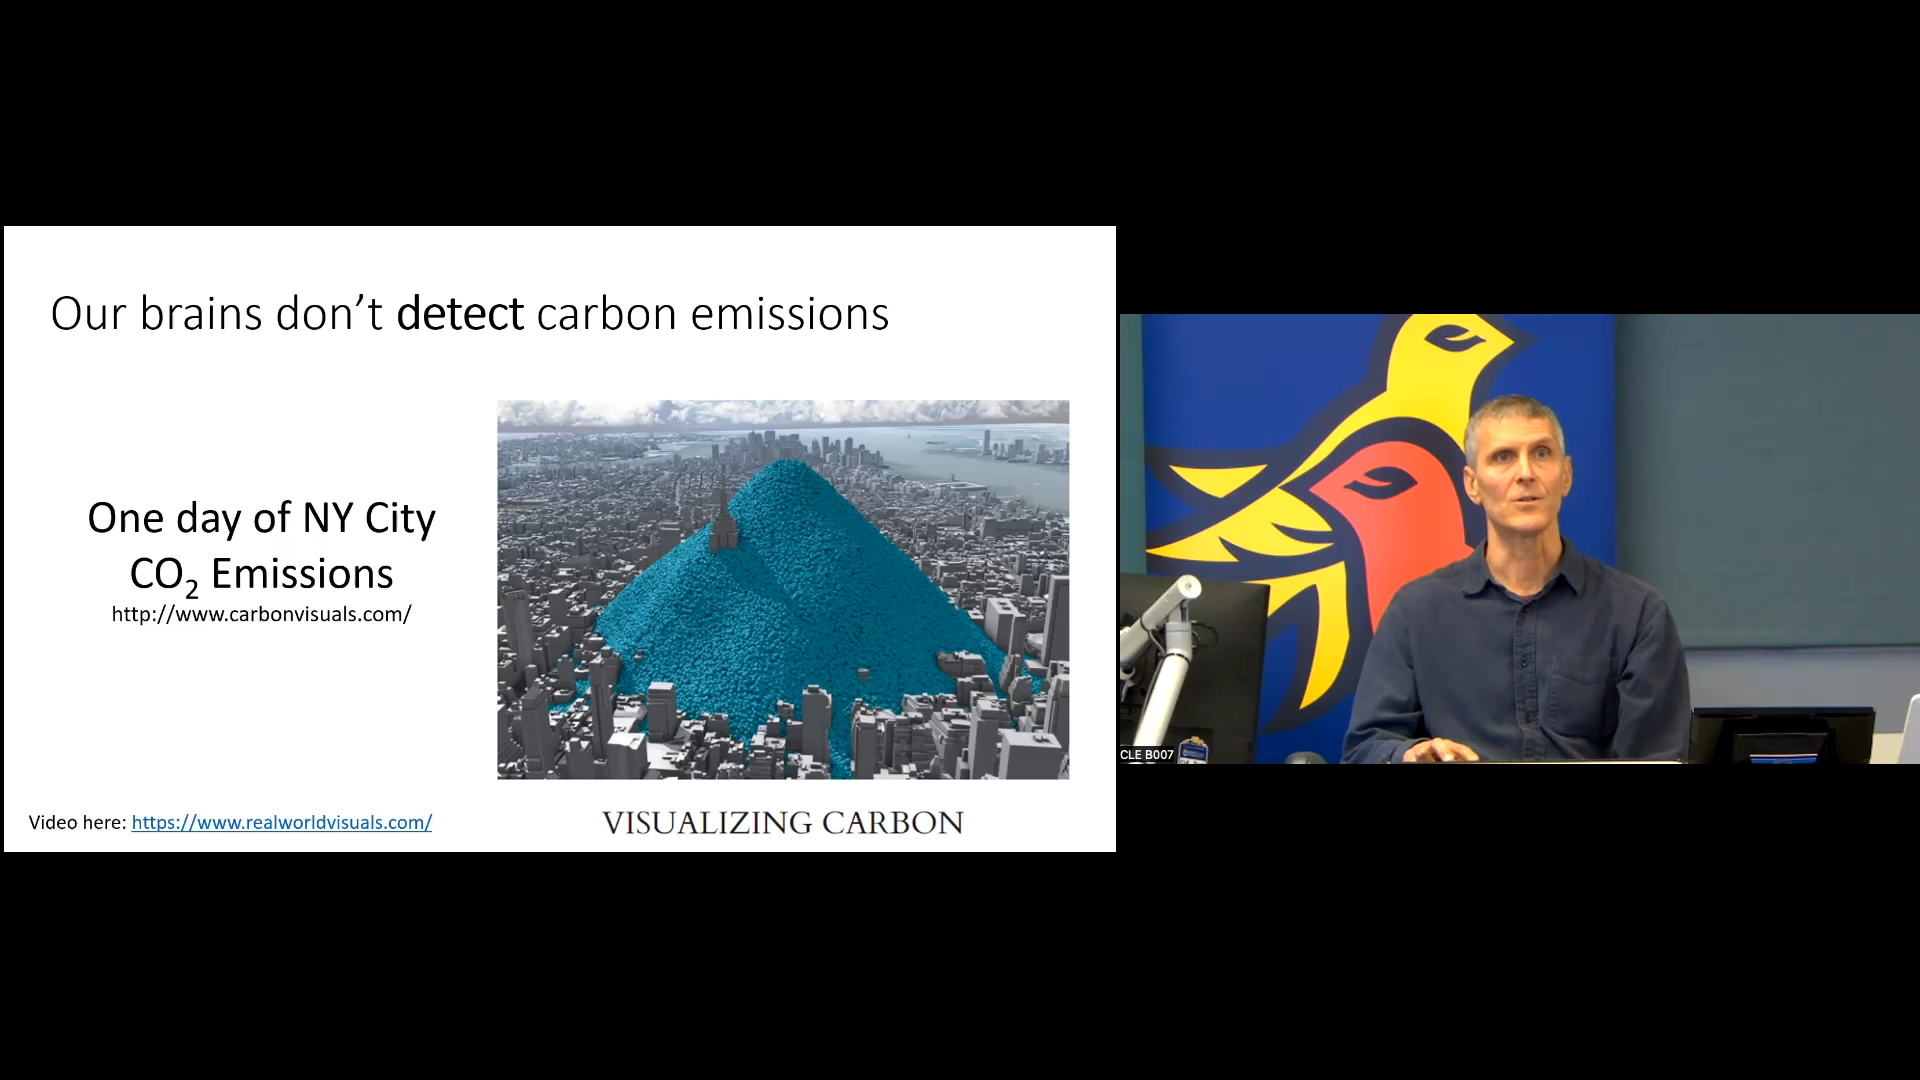 Our brains don’t detect carbon emissions
One day of NY City
CO₂ Emissions
http://www.carbonvisuals.com/
Video here: https://www.realworldvisuals.com/
VISUALIZING CARBON
CLE B007